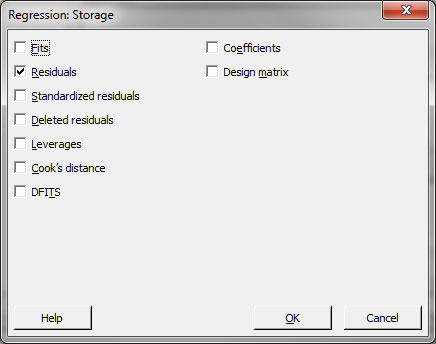 Regression: Storage
Fits
Coefficients
Residuals
Design matrix
Standardized residuals
Deleted residuals
Leverages
Cook's distance
DFITS
Help
OK
Cancel